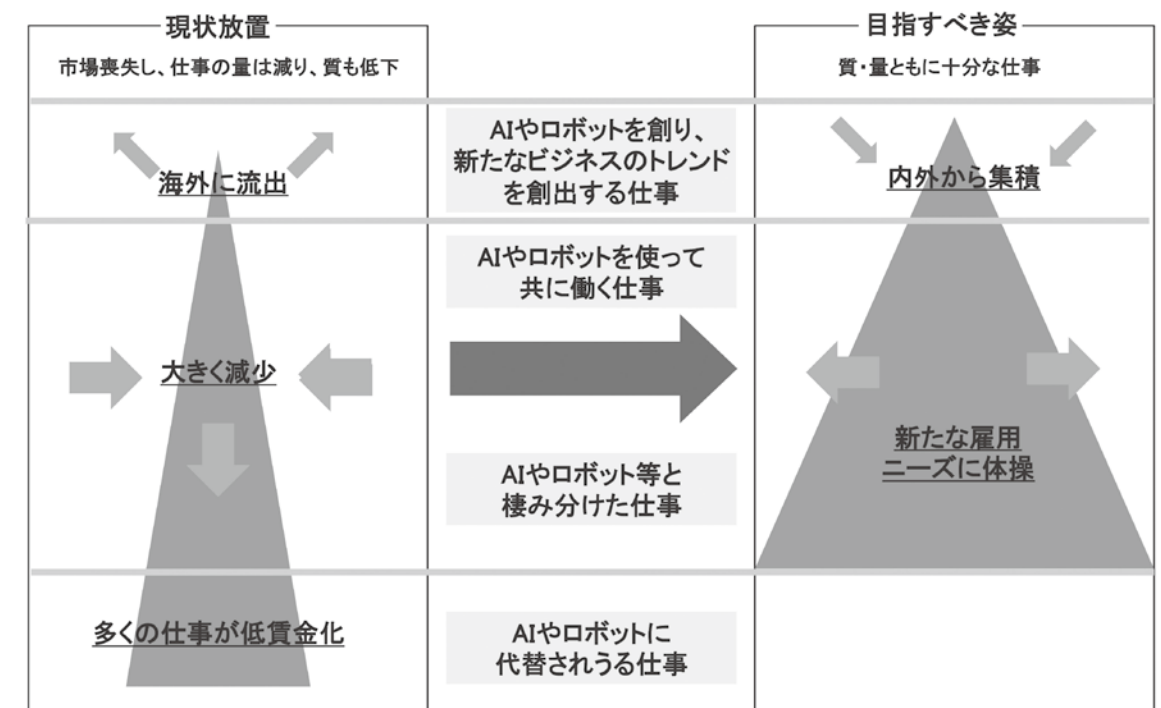 現状放置
市場喪失し、仕事の量は減り、質も低下
海外に流出
大きく減少
多くの仕事が低賃金化
AIやロボットを創り、
新たなビジネスのトレンド
を創出する仕事
AIやロボットを使って
共に働く仕事
AIやロボット等と
棲み分けた仕事
AIやロボットに
代替されうる仕事
目指すべき姿
質・量ともに十分な仕事
内外から集積
新たな雇用
ニーズに体操